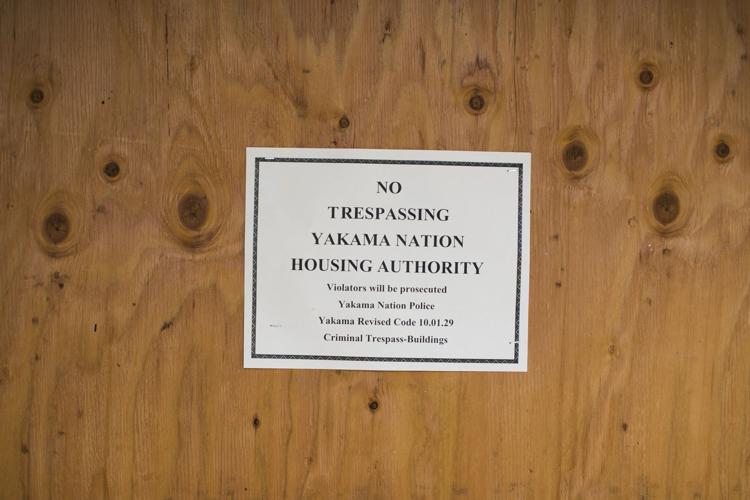 NO
TRESPASSING
YAKAMA NATION
HOUSING AUTHORITY
Violators will be prosecuted
Yakama Nation Police
Yakama Revised Code 10.01.29
Criminal Trespass-Buildings